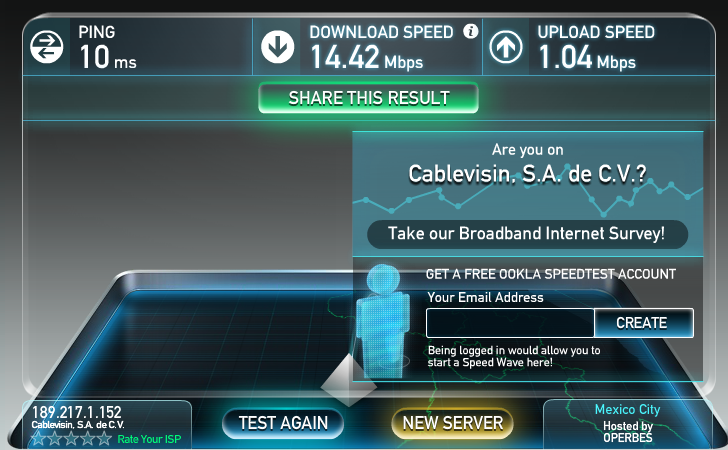 PING
10 ms
DOWNLOAD SPEED i
14.42 Mbps
UPLOAD SPEED
1.04 Mbps
SHARE THIS RESULT
Are you on
Cablevisin, S.A. de C.V.?
Take our Broadband Internet Survey!
GET A FREE OOKLA SPEEDTEST ACCOUNT
Your Email Address
CREATE
Being logged in would allow you to
start a Speed Wave here!
189.217.1.152
Cablevisin, S.A. de C.V.
Rate Your ISP
TEST AGAIN
NEW SERVER
Mexico City
Hosted by
OPERBES